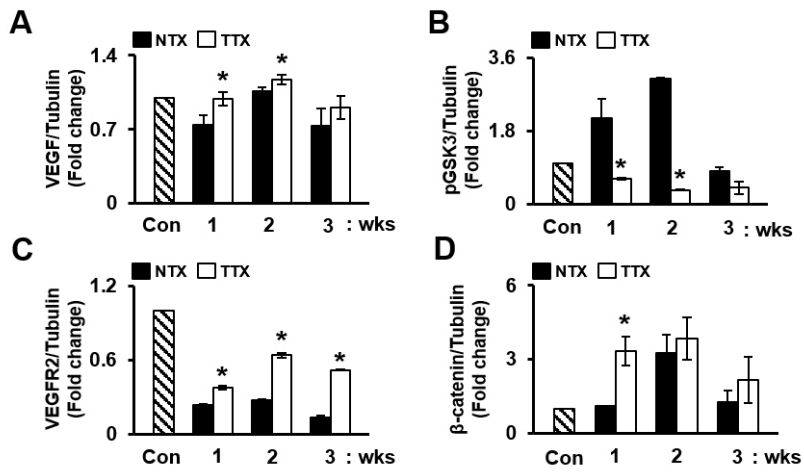 A
NTX TTX
VEGF/Tubulin
(Fold change)
1.4
0.7
0
* *
Con 1 2 3 : wks
B
NTX TTX
pGSK3/Tubulin
(Fold change)
3.6
1.8
0
* *
Con 1 2 3 : wks
C
NTX TTX
VEGFR2/Tubulin
(Fold change)
1.2
0.6
0
* * *
Con 1 2 3 : wks
D
NTX TTX
β-catenin/Tubulin
(Fold change)
6
3
0
*
Con 1 2 3 : wks